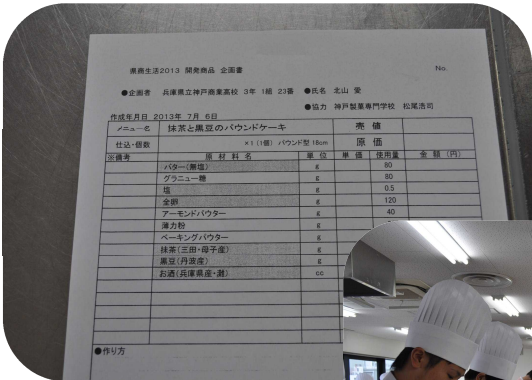 県商生活2013 開発商品 企画書 No.
●企画者 兵庫県立神戸商業高校 3年 1組 23番 ●氏名 北山 愛
●協力 神戸製菓専門学校 松尾浩司
作成年月日 2013年 7月 6日
メニュー名 抹茶と黒豆のパウンドケーキ 売値
仕込・個数 ×1(1個) パウンド型 18cm 原価
※備考 原材料名 単位 単価 使用量 金額(円)
バター(無塩) g 80
グラニュー糖 g 80
塩 g 0.5
全卵 g 120
アーモンドパウダー g 40
薄力粉 g
ベーキングパウダー g
抹茶(三田・母子産) g
黒豆(丹波産) g
お酒(兵庫県産・灘) cc
●作り方